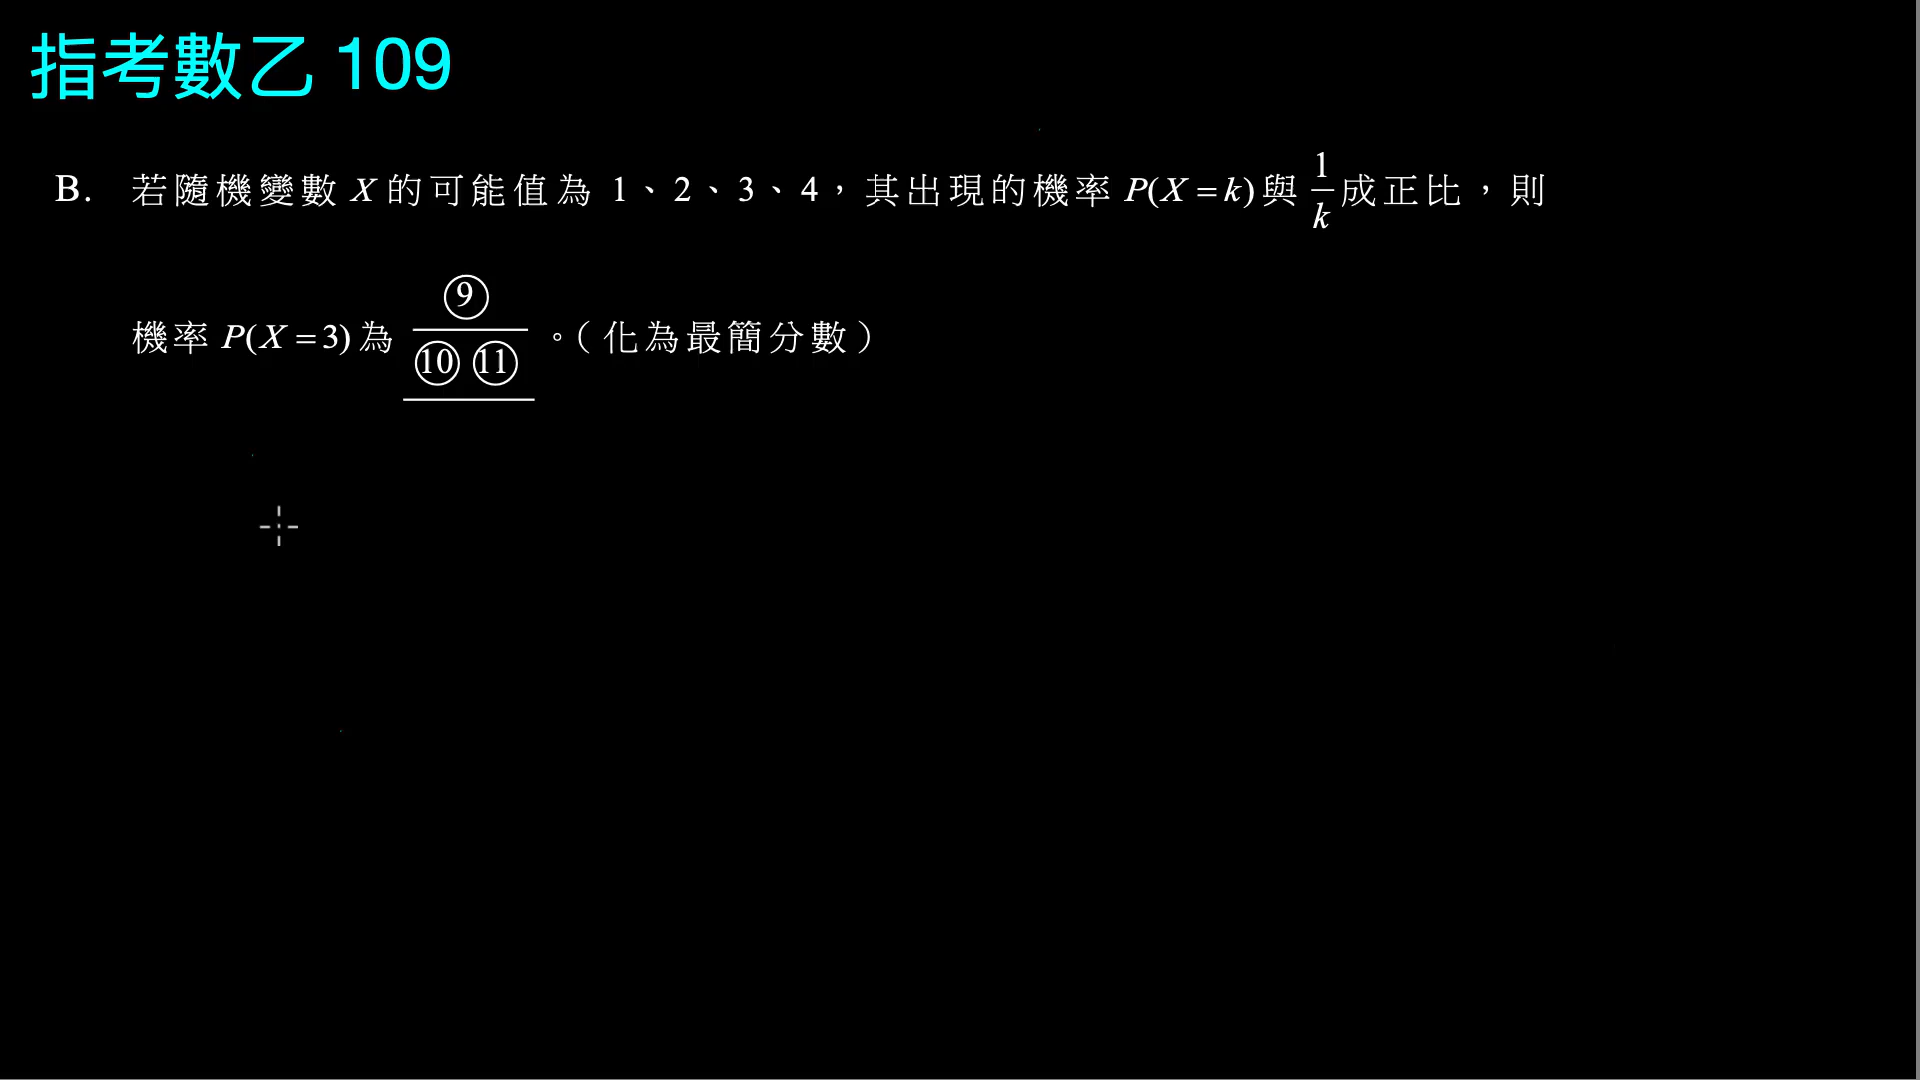 指考數乙 109
B. 若隨機變數 X 的可能值為 1、2、3、4，其出現的機率 P(X = k) 與 1/k 成正比，則
機率 P(X = 3) 為 ⑨/⑩⑪ 。（化為最簡分數）